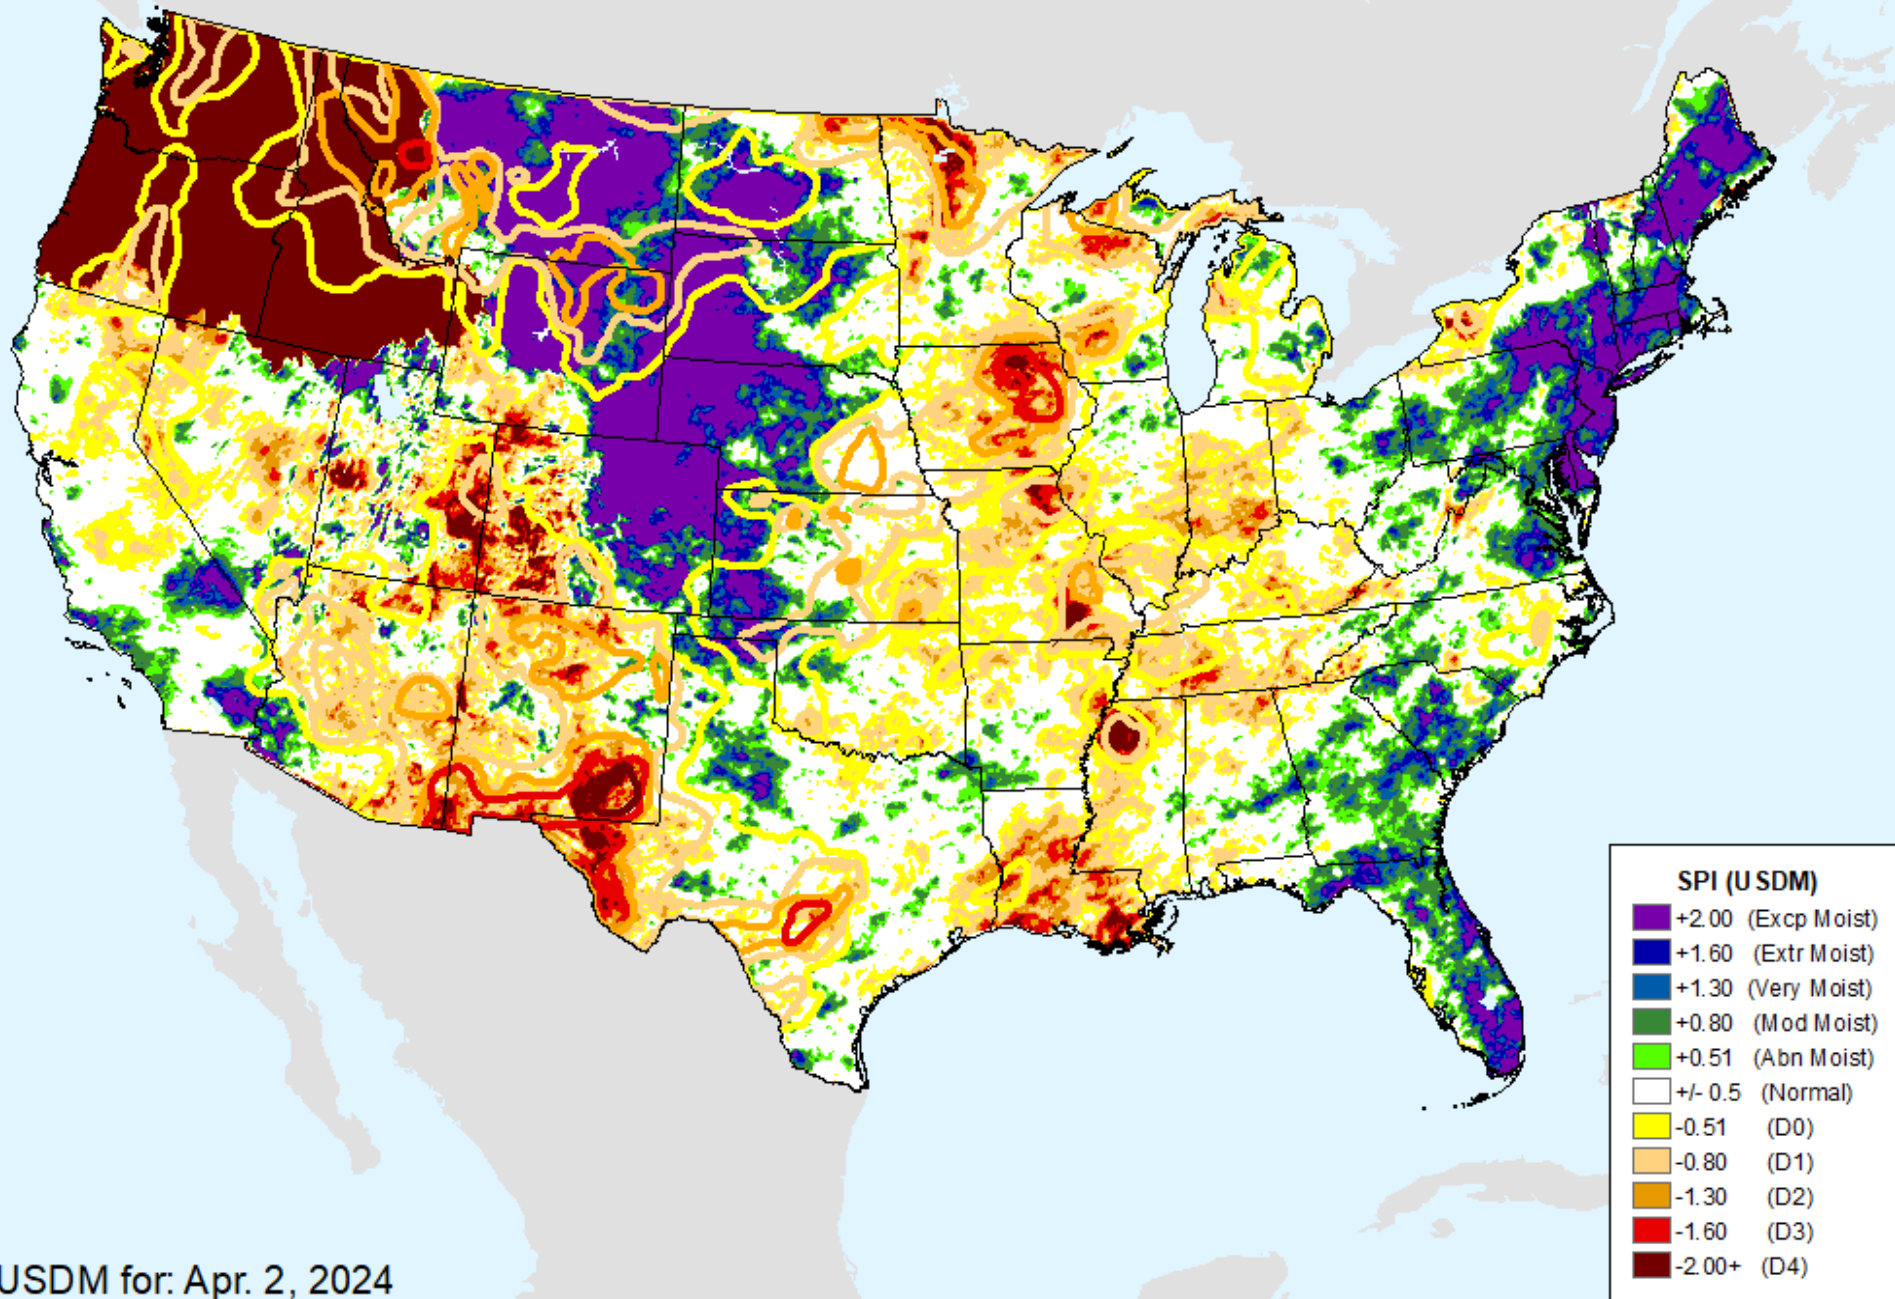 SPI (USDM)
+2.00 (Excp Moist)
+1.60 (Extr Moist)
+1.30 (Very Moist)
+0.80 (Mod Moist)
+0.51 (Abn Moist)
+/- 0.5 (Normal)
-0.51 (D0)
-0.80 (D1)
-1.30 (D2)
-1.60 (D3)
-2.00+ (D4)
USDM for: Apr. 2, 2024